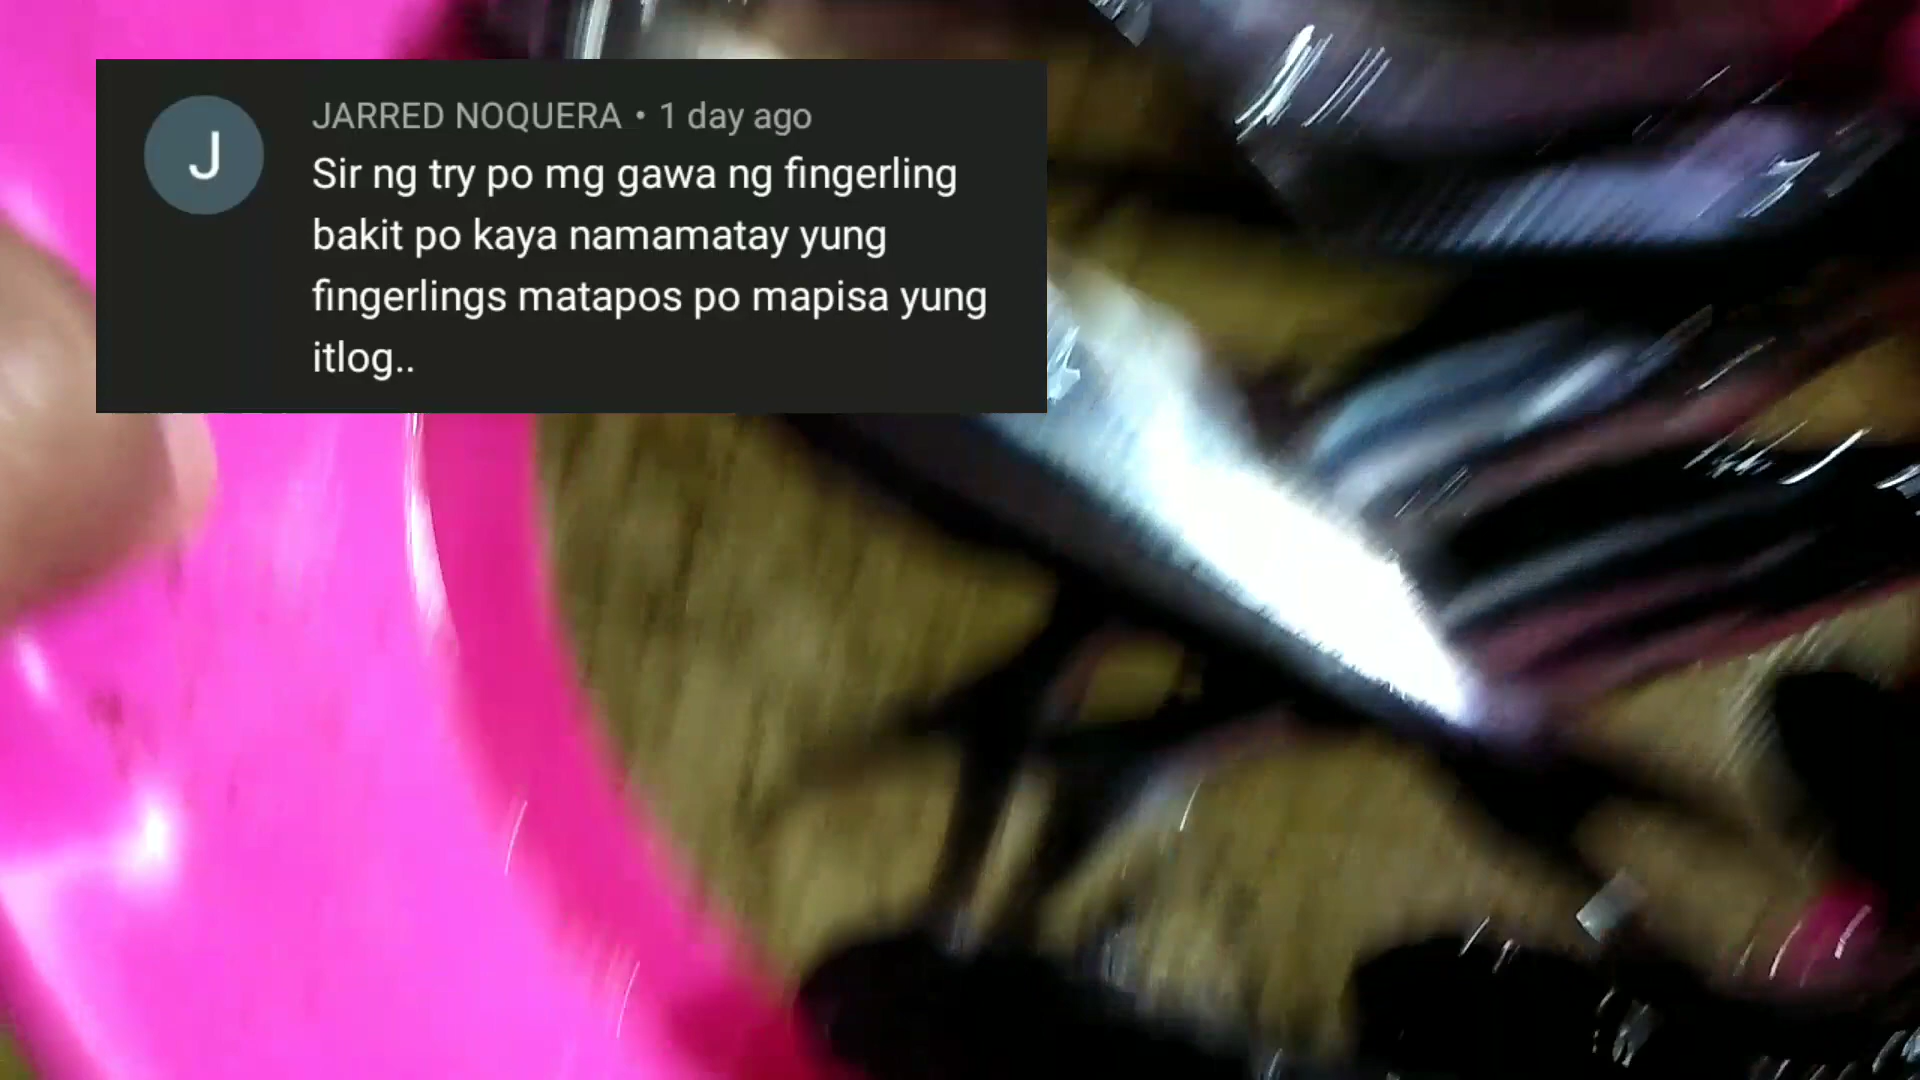 J
JARRED NOQUERA • 1 day ago
Sir ng try po mg gawa ng fingerling
bakit po kaya namamatay yung
fingerlings matapos po mapisa yung
itlog..